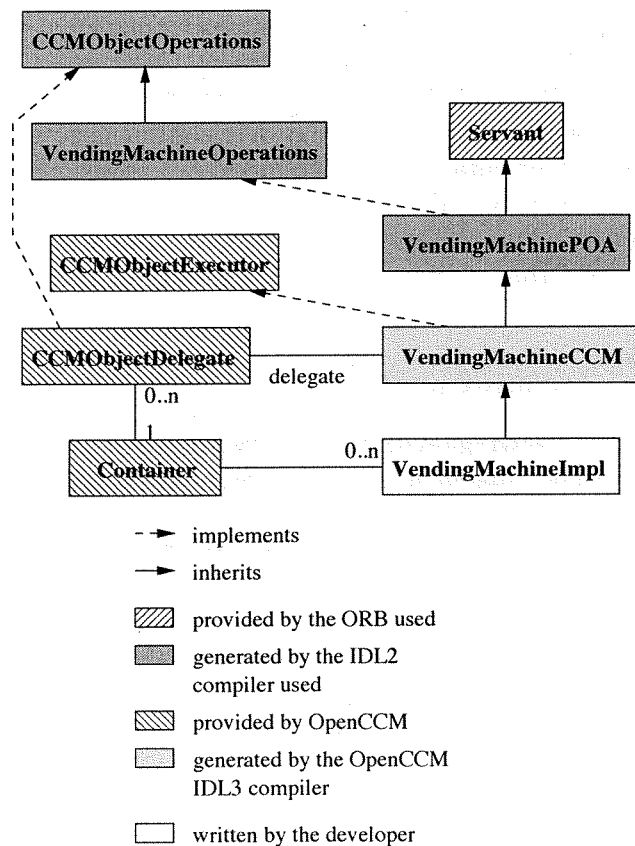 CCMObjectOperations
Servant
VendingMachineOperations
VendingMachinePOA
CCMObjectExecutor
CCMObjectDelegate
delegate
VendingMachineCCM
0..n
1
Container
0..n
VendingMachineImpl
implements
inherits
provided by the ORB used
generated by the IDL2
compiler used
provided by OpenCCM
generated by the OpenCCM
IDL3 compiler
written by the developer